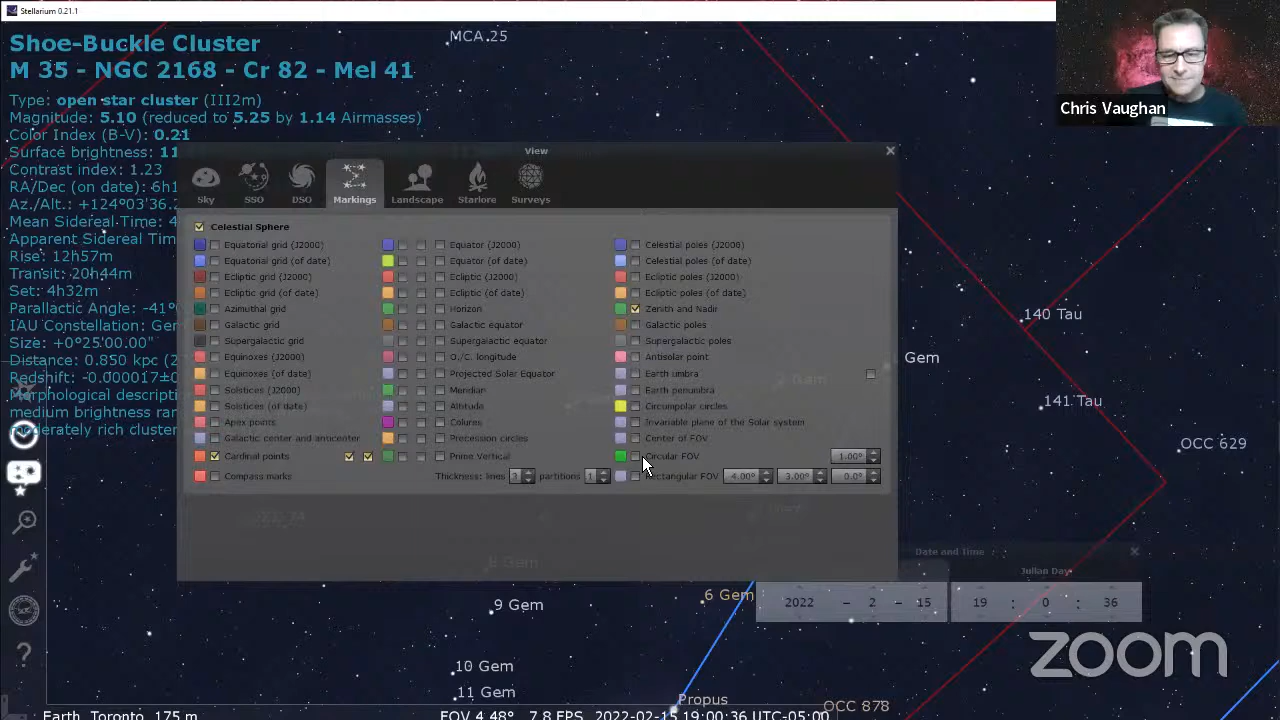 Stellarium 0.21.1
Shoe-Buckle Cluster
M 35 - NGC 2168 - Cr 82 - Mel 41
Type: open star cluster (III2m)
Magnitude: 5.10 (reduced to 5.25 by 1.14 Airmasses)
Color Index (B-V): 0.21
Surface brightness: 11
Contrast index: 1.23
RA/Dec (on date): 6h1
Az./Alt.: +124°03'36.2
Mean Sidereal Time: 4
Apparent Sidereal Tim
Rise: 12h57m
Transit: 20h44m
Set: 4h32m
Parallactic Angle: -41°
IAU Constellation: Ger
Size: +0°25'00.00"
Distance: 0.850 kpc (2
Redshift: -0.000017±0
Morphological descripti
medium brightness ran
moderately rich cluster
MCA 25
Chris Vaughan
View
Sky
SSO
DSO
Markings
Landscape
Starlore
Surveys
Celestial Sphere
Equatorial grid (J2000)
Equator (J2000)
Celestial poles (J2000)
Equatorial grid (of date)
Equator (of date)
Celestial poles (of date)
Ecliptic grid (J2000)
Ecliptic (J2000)
Ecliptic poles (J2000)
Ecliptic grid (of date)
Ecliptic (of date)
Ecliptic poles (of date)
Azimuthal grid
Horizon
Zenith and Nadir
Galactic grid
Galactic equator
Galactic poles
Supergalactic grid
Supergalactic equator
Supergalactic poles
Equinoxes (J2000)
O./C. longitude
Antisolar point
Equinoxes (of date)
Projected Solar Equator
Earth umbra
Solstices (J2000)
Meridian
Earth penumbra
Solstices (of date)
Altitude
Circumpolar circles
Apex points
Colures
Invariable plane of the Solar system
Galactic center and anticenter
Precession circles
Center of FOV
Cardinal points
Prime Vertical
Circular FOV
1.00°
Compass marks
Thickness: lines 3 partitions 1
Rectangular FOV 4.00° 3.00° 0.0°
140 Tau
Gem
141 Tau
OCC 629
Date and Time
Julian Day
2022 - 2 - 15
19 : 0 : 36
8 Gem
9 Gem
6 Gem
10 Gem
11 Gem
Propus
OCC 878
zoom
Earth, Toronto, 175 m
FOV 4.48° 7.8 FPS 2022-02-15 19:00:36 UTC-05:00